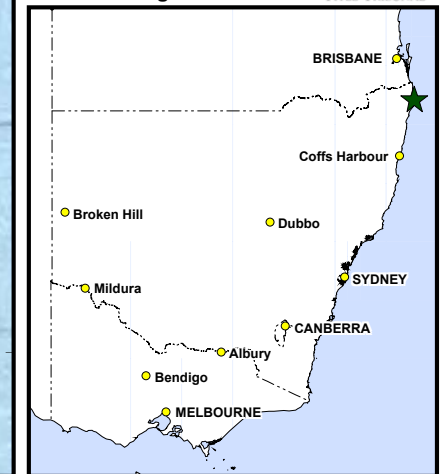 BRISBANE
Coffs Harbour
Broken Hill
Dubbo
SYDNEY
Mildura
CANBERRA
Albury
Bendigo
MELBOURNE